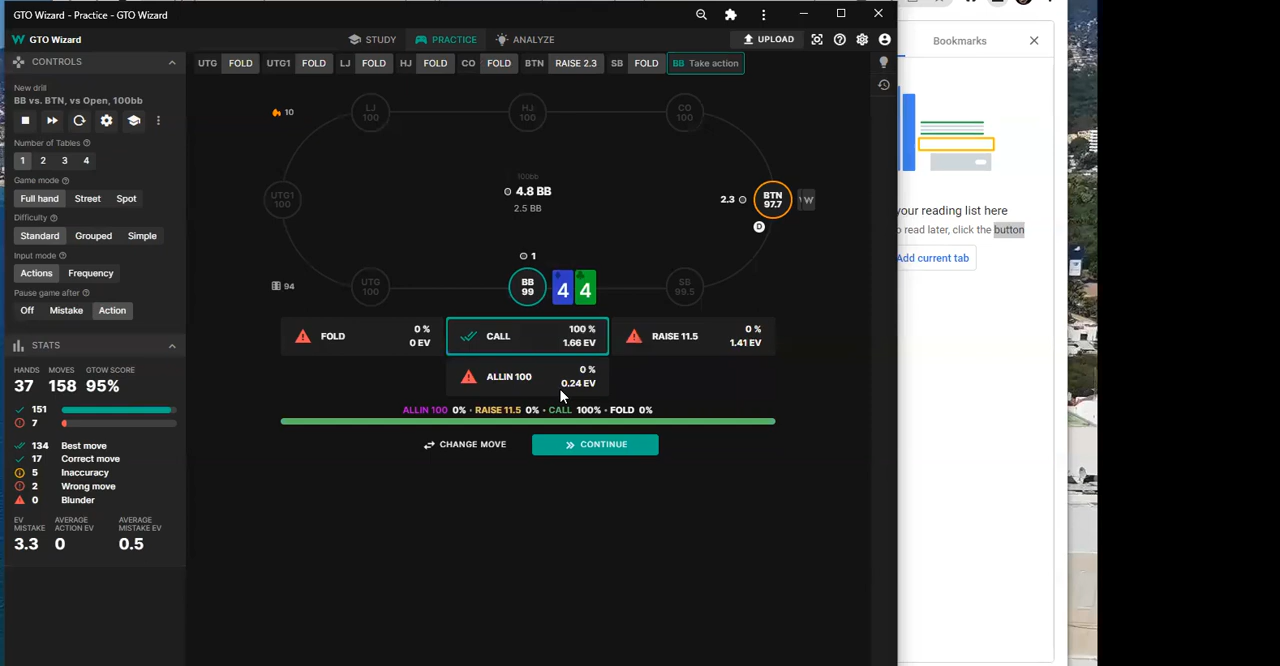 GTO Wizard - Practice - GTO Wizard
GTO Wizard
STUDY PRACTICE ANALYZE
UPLOAD
CONTROLS
UTG FOLD UTG1 FOLD LJ FOLD HJ FOLD CO FOLD BTN RAISE 2.3 SB FOLD BB Take action
New drill
BB vs. BTN, vs Open, 100bb
Number of Tables
1 2 3 4
Game mode
Full hand Street Spot
Difficulty
Standard Grouped Simple
Input mode
Actions Frequency
Pause game after
Off Mistake Action
STATS
HANDS MOVES GTOW SCORE
37 158 95%
151
7
134 Best move
17 Correct move
5 Inaccuracy
2 Wrong move
0 Blunder
EV MISTAKE
AVERAGE ACTION EV
AVERAGE MISTAKE EV
3.3 0 0.5
10
LJ 100
HJ 100
CO 100
UTG1 100
100bb
4.8 BB
2.5 BB
2.3
BTN 97.7
W
D
1
94
UTG 100
BB 99
4 4
SB 99.5
FOLD 0 % 0 EV
CALL 100 % 1.66 EV
RAISE 11.5 0 % 1.41 EV
ALLIN 100 0 % 0.24 EV
ALLIN 100 0% · RAISE 11.5 0% · CALL 100% · FOLD 0%
CHANGE MOVE
CONTINUE
Bookmarks
your reading list here
o read later, click the button
Add current tab